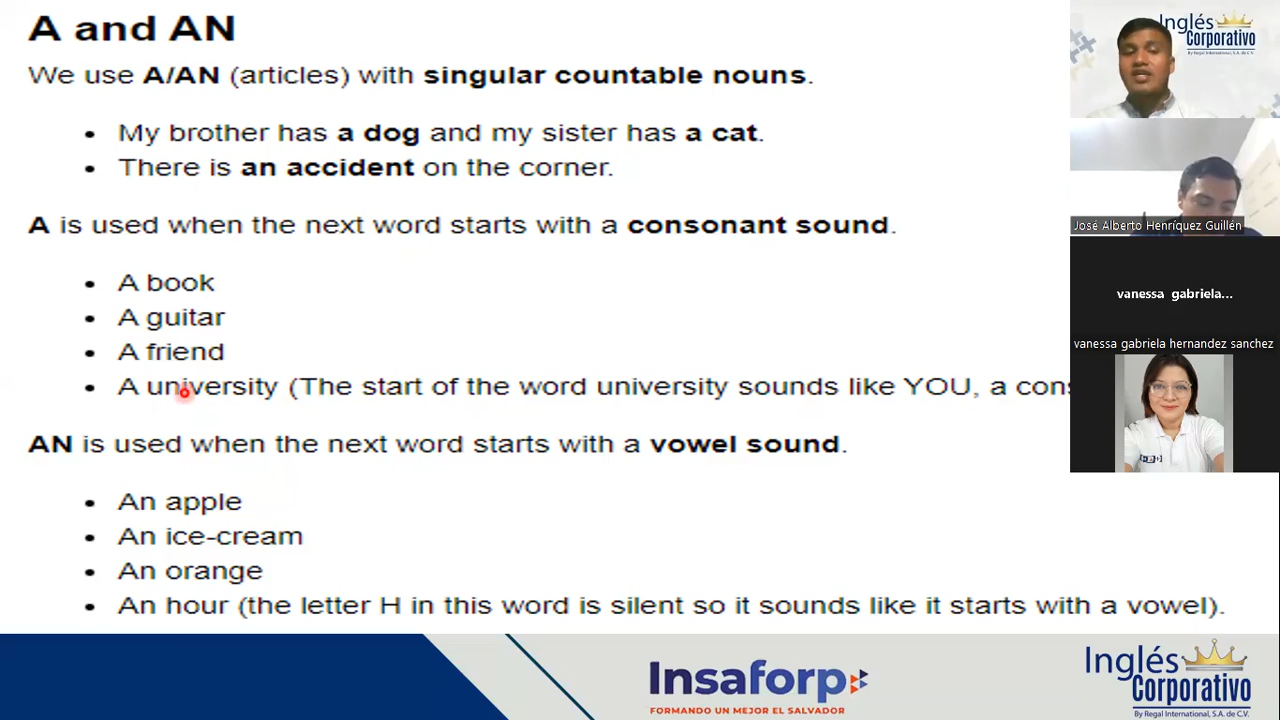 A and AN
We use A/AN (articles) with singular countable nouns.
• My brother has a dog and my sister has a cat.
• There is an accident on the corner.
A is used when the next word starts with a consonant sound.
• A book
• A guitar
• A friend
• A university (The start of the word university sounds like YOU, a cons
AN is used when the next word starts with a vowel sound.
• An apple
• An ice-cream
• An orange
• An hour (the letter H in this word is silent so it sounds like it starts with a vowel).
Inglés
Corporativo
By Regal International, S.A. de C.V.
José Alberto Henríquez Guillén
vanessa gabriela...
vanessa gabriela hernandez sanchez
Insaforp
FORMANDO UN MEJOR EL SALVADOR
Inglés
Corporativo
By Regal International, S.A. de C.V.